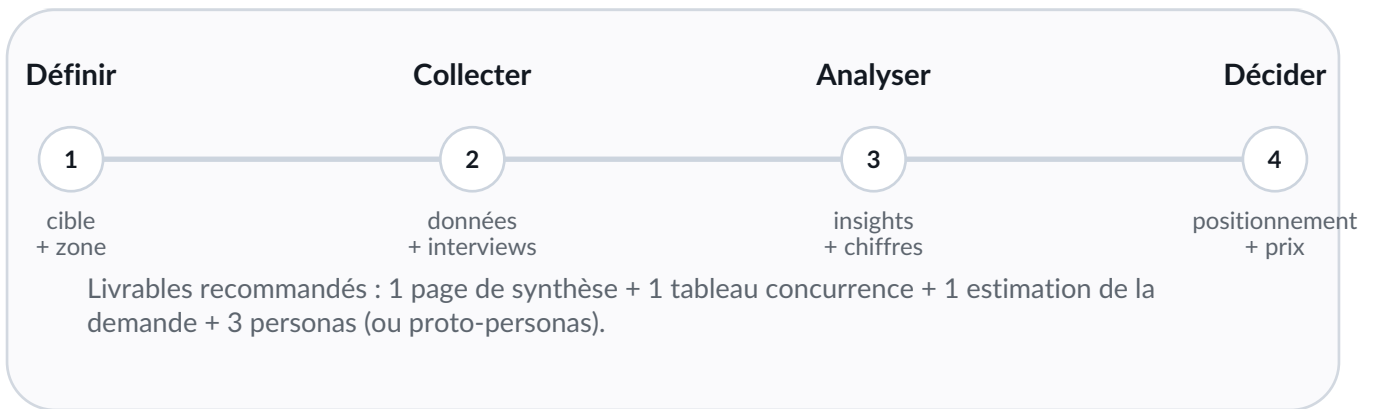 Définir
Collecter
Analyser
Décider
1
2
3
4
cible
+ zone
données
+ interviews
insights
+ chiffres
positionnement
+ prix
Livrables recommandés : 1 page de synthèse + 1 tableau concurrence + 1 estimation de la
demande + 3 personas (ou proto-personas).